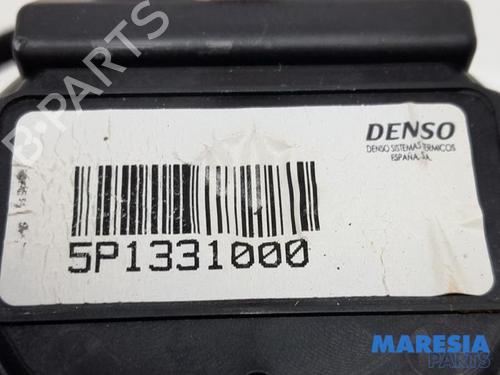 DENSO
DENSO SISTEMAS TERMICOS
ESPAÑA, SA.
5P1331000
B-PARTS
MARESIA
PARTS